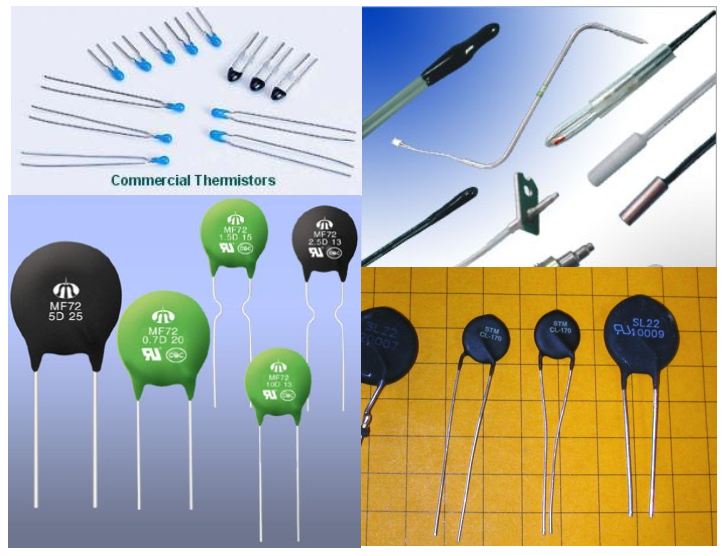 Commercial Thermistors
MF72
1.5D 15
MF72
2.5D 13
MF72
5D 25
MF72
0.7D 20
MF72
10D 13
SL22
10007
STM
CL-170
STM
CL-170
SL22
10009